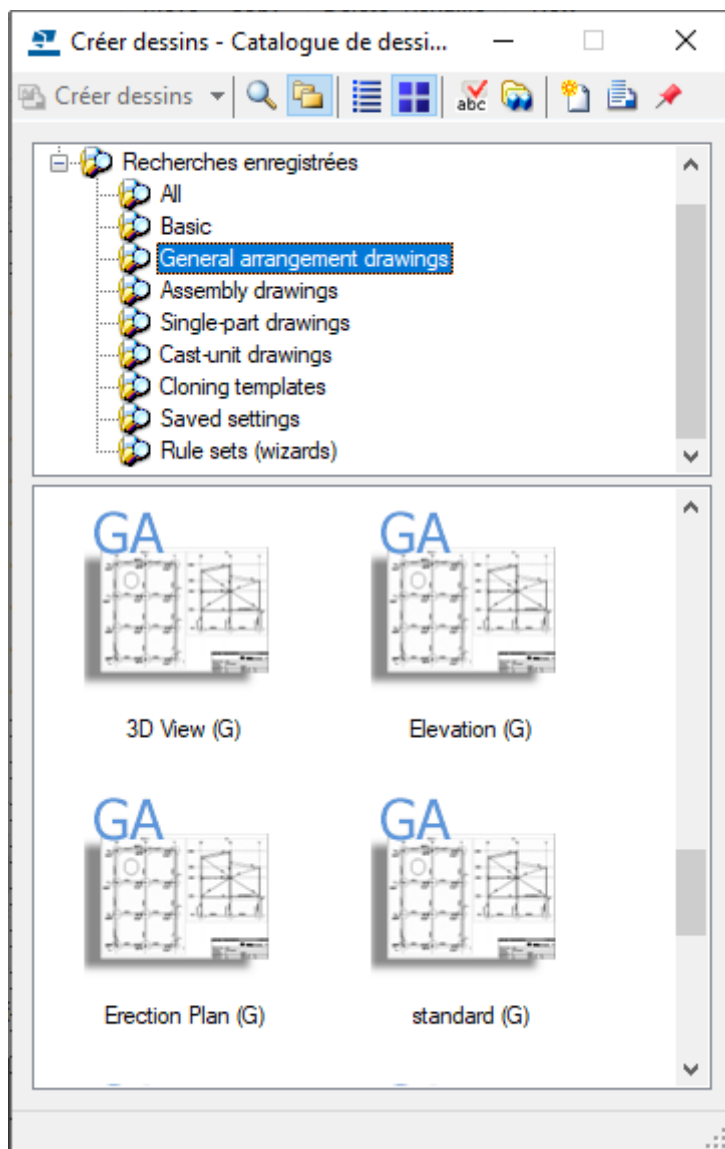 Créer dessins - Catalogue de dessi...
Créer dessins
abc
Recherches enregistrées
All
Basic
General arrangement drawings
Assembly drawings
Single-part drawings
Cast-unit drawings
Cloning templates
Saved settings
Rule sets (wizards)
GA GA
3D View (G) Elevation (G)
GA GA
Erection Plan (G) standard (G)